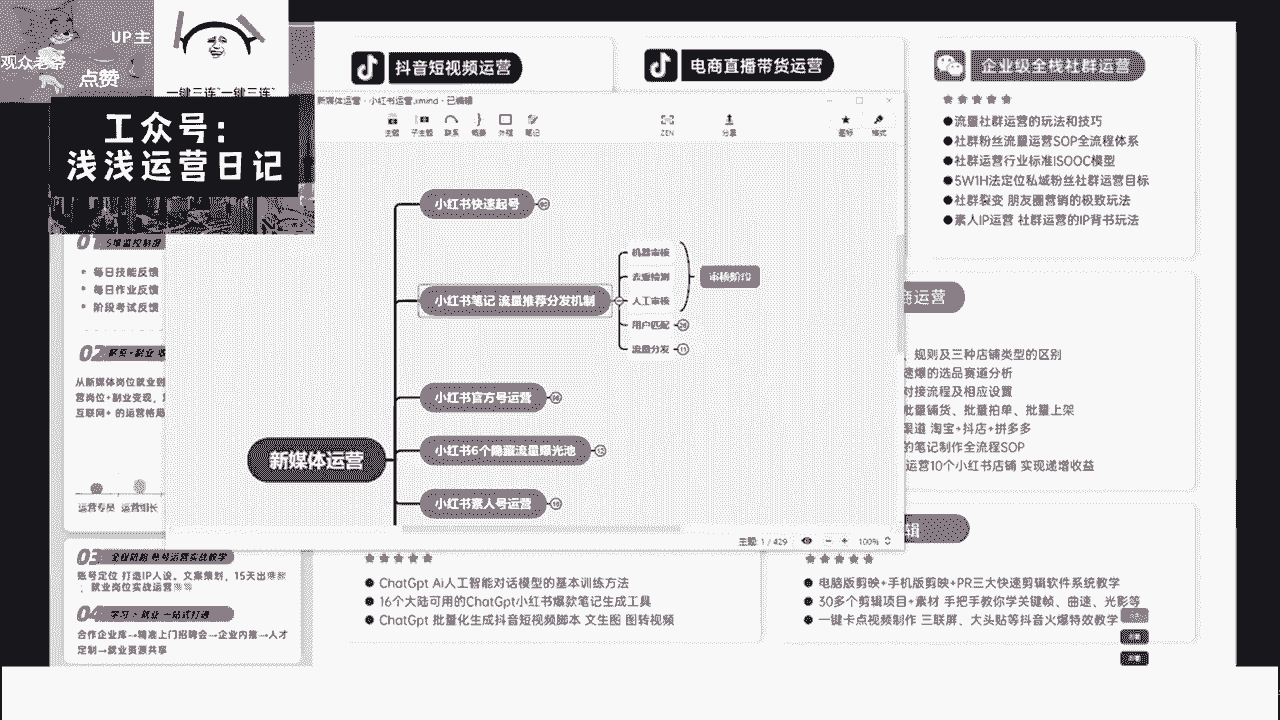 UP主
观众老爷
点赞
一键三连~一键三连~
工众号:
浅浅运营日记
抖音短视频运营
电商直播带货运营
企业级全栈社群运营
●流量社群运营的玩法和技巧
●社群粉丝流量运营SOP全流程体系
●社群运营行业标准ISOOC模型
●5W1H法定位私域粉丝社群运营目标
●社群裂变 朋友圈营销的极致玩法
●素人IP运营 社群运营的IP背书玩法
新媒体运营 - 小红书运营.xmind - 已编辑
主题
子主题
联系
概要
外框
笔记
ZEN
分享
图标
格式
小红书快速起号
小红书笔记 流量推荐分发机制
机器审核
去重检测
人工审核
审核阶段
用户匹配
流量分发
小红书官方号运营
小红书6个隐藏流量曝光池
小红书素人号运营
新媒体运营
主题: 1 / 429
100%
01
• 每日技能反馈
• 每日作业反馈
• 阶段考试反馈
02
从新媒体岗位就业到
营岗位+副业变现,
互联网+ 的运营格局
运营专员 运营组长
03 全程陪跑 账号运营实战教学
账号定位 打造IP人设。文案策划,15天出
、就业岗位实战运营
04 学习·就业 一站式打通
合作企业库→精准上门招聘会→企业内推→人才
定制→就业资源共享
商运营
、规则及三种店铺类型的区别
速爆的选品赛道分析
对接流程及相应设置
批量铺货、批量拍单、批量上架
渠道 淘宝+抖店+拼多多
的笔记制作全流程SOP
运营10个小红书店铺 实现递增收益
辑
● ChatGpt Ai人工智能对话模型的基本训练方法
● 16个大陆可用的ChatGpt小红书爆款笔记生成工具
● ChatGpt 批量化生成抖音短视频脚本 文生图 图转视频
● 电脑版剪映+手机版剪映+PR三大快速剪辑软件系统教学
● 30多个剪辑项目+素材 手把手教你学关键帧、曲速、光影等
● 一键卡点视频制作 三联屏、大头贴等抖音火爆特效教学